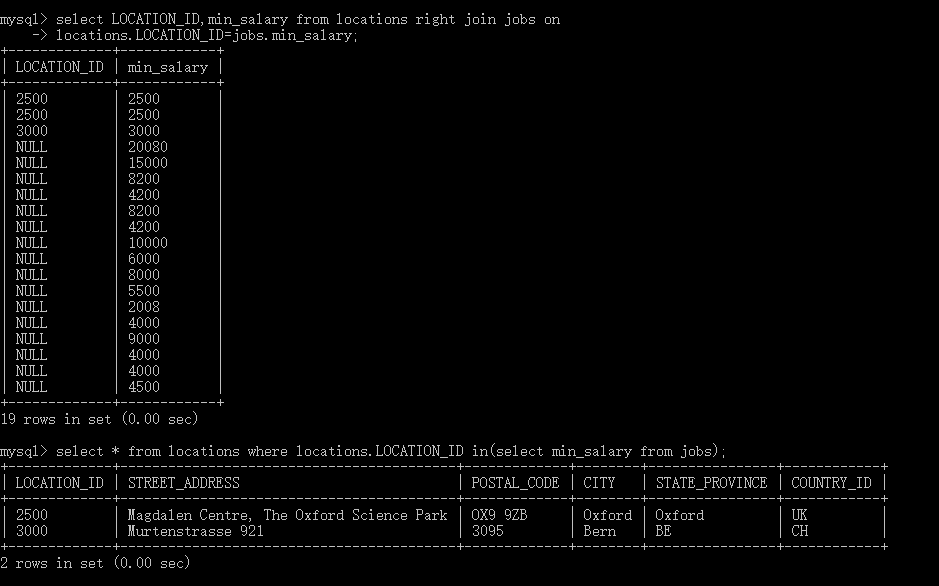 mysql> select LOCATION_ID,min_salary from locations right join jobs on
    -> locations.LOCATION_ID=jobs.min_salary;
+-------------+------------+
| LOCATION_ID | min_salary |
+-------------+------------+
| 2500        | 2500       |
| 2500        | 2500       |
| 3000        | 3000       |
| NULL        | 20080      |
| NULL        | 15000      |
| NULL        | 8200       |
| NULL        | 4200       |
| NULL        | 8200       |
| NULL        | 4200       |
| NULL        | 10000      |
| NULL        | 6000       |
| NULL        | 8000       |
| NULL        | 5500       |
| NULL        | 2008       |
| NULL        | 4000       |
| NULL        | 9000       |
| NULL        | 4000       |
| NULL        | 4000       |
| NULL        | 4500       |
+-------------+------------+
19 rows in set (0.00 sec)
mysql> select * from locations where locations.LOCATION_ID in(select min_salary from jobs);
+-------------+------------------------------------------+-------------+--------+----------------+------------+
| LOCATION_ID | STREET_ADDRESS                           | POSTAL_CODE | CITY   | STATE_PROVINCE | COUNTRY_ID |
+-------------+------------------------------------------+-------------+--------+----------------+------------+
| 2500        | Magdalen Centre, The Oxford Science Park | OX9 9ZB     | Oxford | Oxford         | UK         |
| 3000        | Murtenstrasse 921                        | 3095        | Bern   | BE             | CH         |
+-------------+------------------------------------------+-------------+--------+----------------+------------+
2 rows in set (0.00 sec)